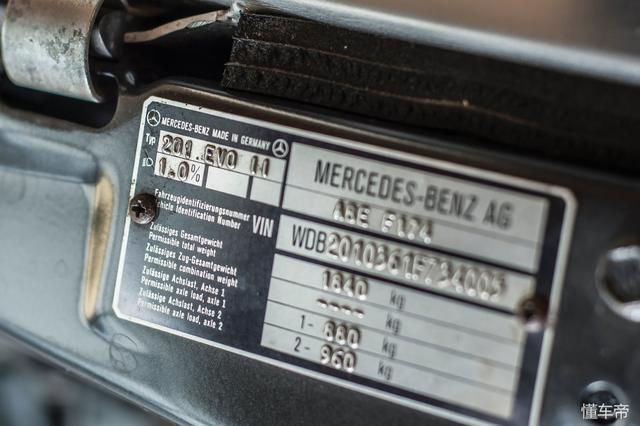 MERCEDES-BENZ MADE IN GERMANY
Typ 201.EVO II
1.0%
MERCEDES-BENZ AG
ABE F174
Fahrzeugidentifizierungsnummer
Vehicle Identification Number
VIN
WDB2010361F734005
Zulässiges Gesamtgewicht
Permissible total weight
1640 kg
Zulässiges Zug-Gesamtgewicht
Permissible combination weight
---- kg
Zulässige Achslast, Achse 1
Permissible axle load, axle 1
1- 880 kg
Zulässige Achslast, Achse 2
Permissible axle load, axle 2
2- 960 kg
懂车帝